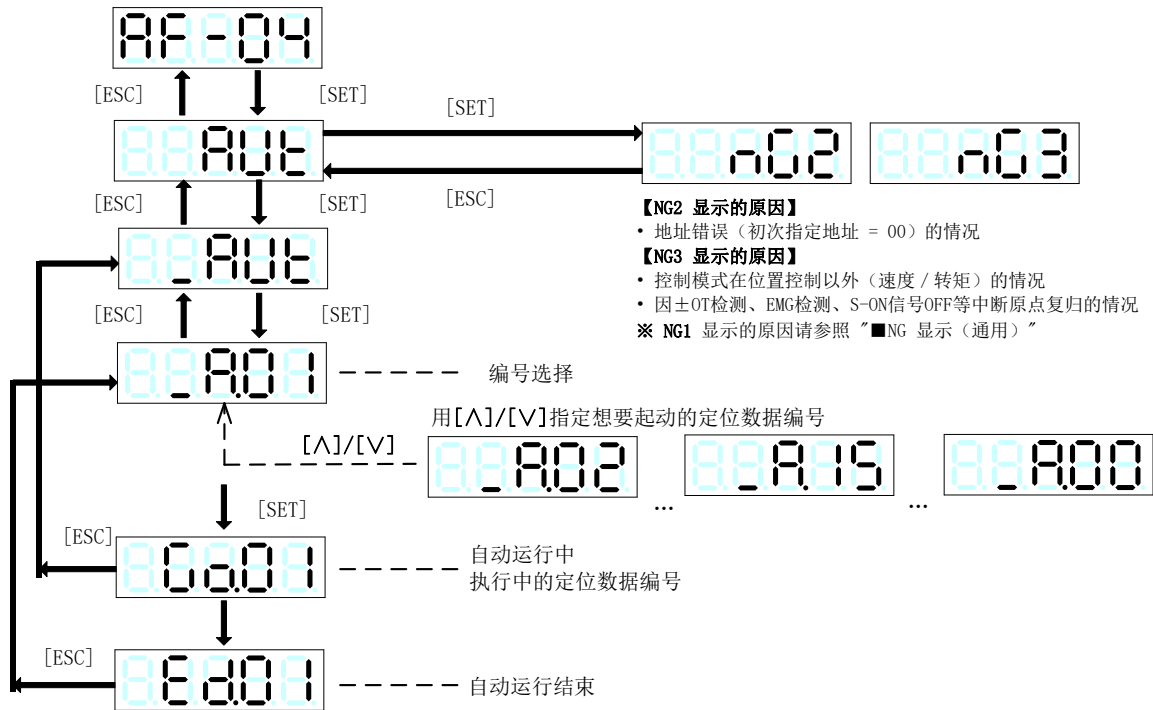 AF-04
[ESC]
[SET]
AUt
[SET]
[ESC]
nG2
nG3
[ESC]
[SET]
_AUt
【NG2 显示的原因】
• 地址错误（初次指定地址 = 00）的情况
【NG3 显示的原因】
• 控制模式在位置控制以外（速度/转矩）的情况
• 因±OT检测、EMG检测、S-ON信号OFF等中断原点复归的情况
※ NG1 显示的原因请参照 "■NG 显示（通用）"
[ESC]
[SET]
_A.01
编号选择
用[∧]/[∨]指定想要起动的定位数据编号
[∧]/[∨]
_A.02
...
_A.15
...
_A.00
[SET]
[ESC]
Go.01
自动运行中
执行中的定位数据编号
[ESC]
Ed.01
自动运行结束